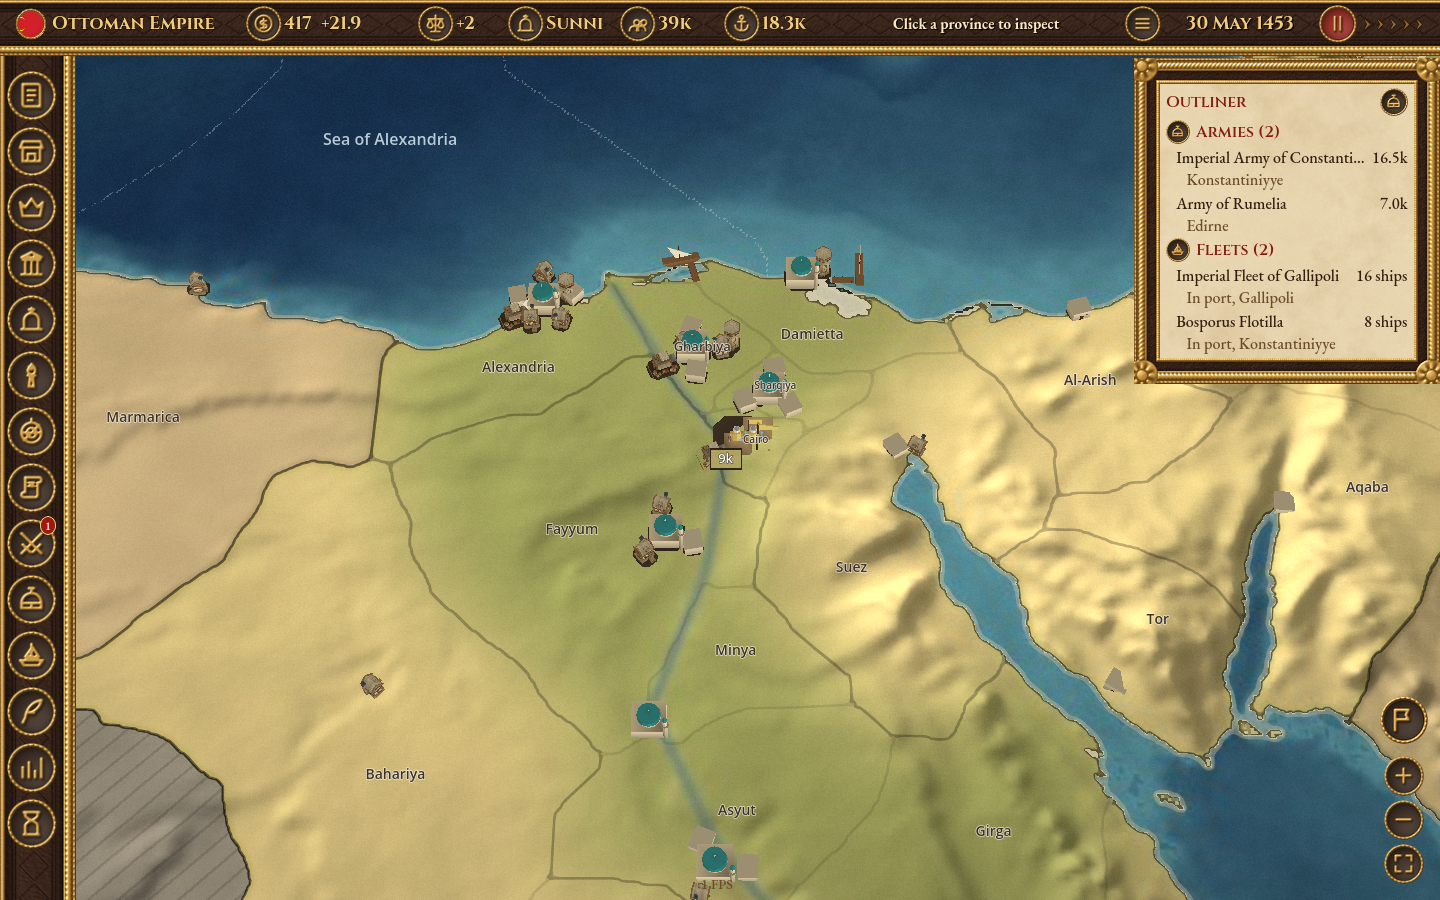 OTTOMAN EMPIRE
417 +21.9
+2
SUNNI
39K
18.3K
Click a province to inspect
30 MAY 1453
OUTLINER
ARMIES (2)
Imperial Army of Constanti... 16.5k
Konstantiniyye
Army of Rumelia 7.0k
Edirne
FLEETS (2)
Imperial Fleet of Gallipoli 16 ships
In port, Gallipoli
Bosporus Flotilla 8 ships
In port, Konstantiniyye
1
Sea of Alexandria
Damietta
Gharbiya
Alexandria
Sharqiya
Al-Arish
Marmarica
Cairo
9k
Aqaba
Fayyum
Suez
Tor
Minya
Bahariya
Asyut
Girga
1 FPS